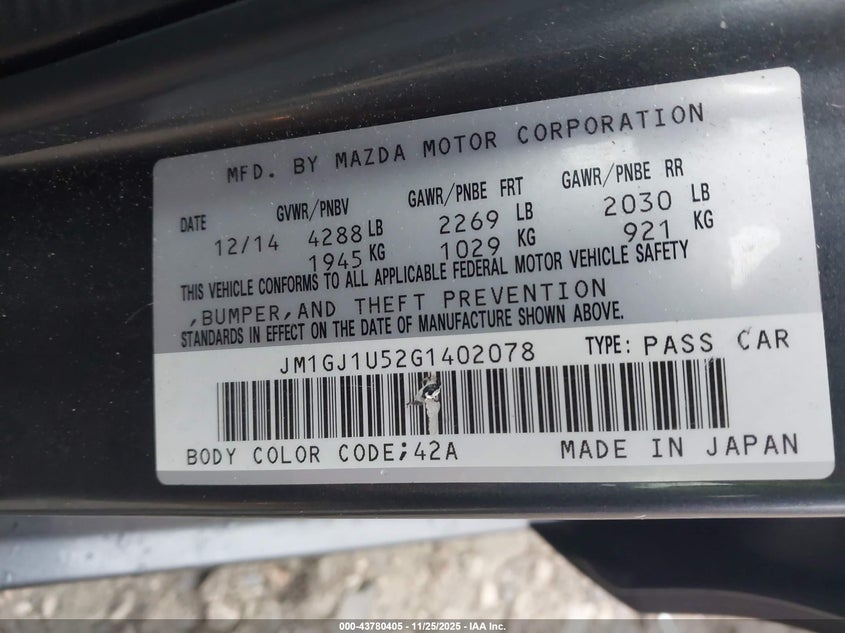 MFD. BY MAZDA MOTOR CORPORATION
DATE GVWR/PNBV GAWR/PNBE FRT GAWR/PNBE RR
12/14 4288 LB 2269 LB 2030 LB
1945 KG 1029 KG 921 KG
THIS VEHICLE CONFORMS TO ALL APPLICABLE FEDERAL MOTOR VEHICLE SAFETY
,BUMPER,AND THEFT PREVENTION
STANDARDS IN EFFECT ON THE DATE OF MANUFACTURE SHOWN ABOVE.
JM1GJ1U52G1402078 TYPE: PASS CAR
BODY COLOR CODE;42A MADE IN JAPAN
000-43780405 - 11/25/2025 - IAA Inc.